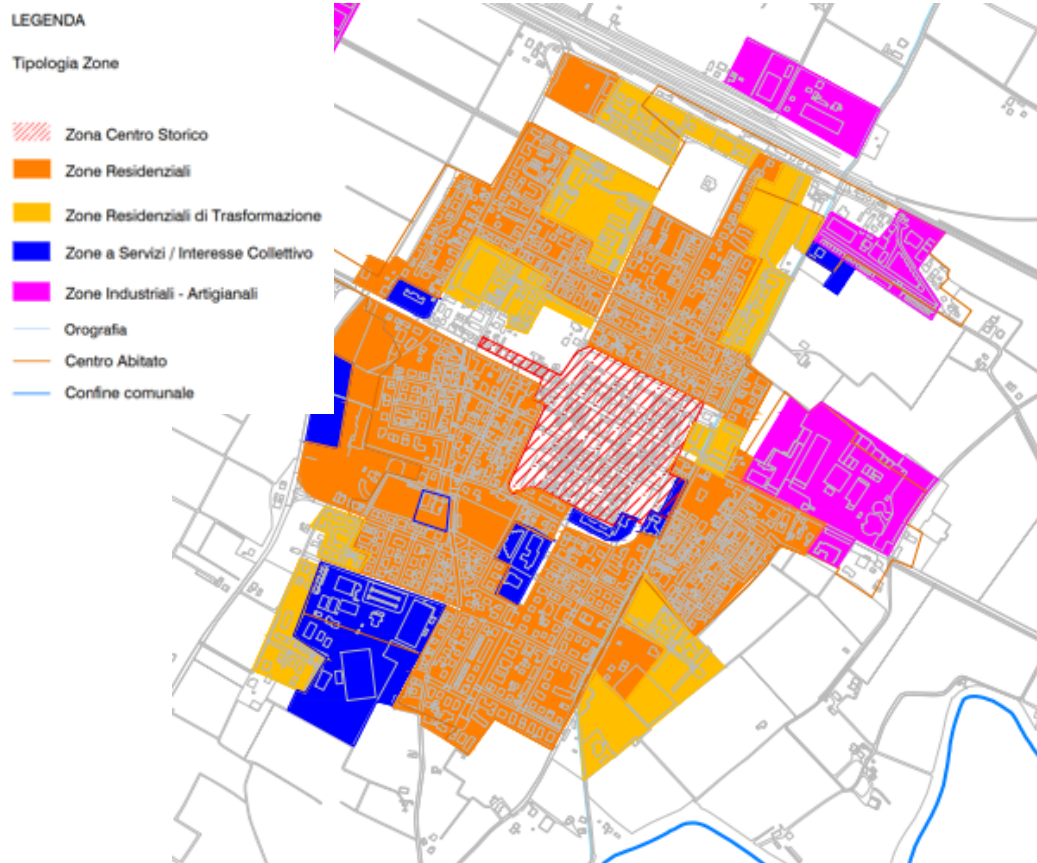 LEGENDA
Tipologia Zone
Zona Centro Storico
Zone Residenziali
Zone Residenziali di Trasformazione
Zone a Servizi / Interesse Collettivo
Zone Industriali - Artigianali
Orografia
Centro Abitato
Confine comunale